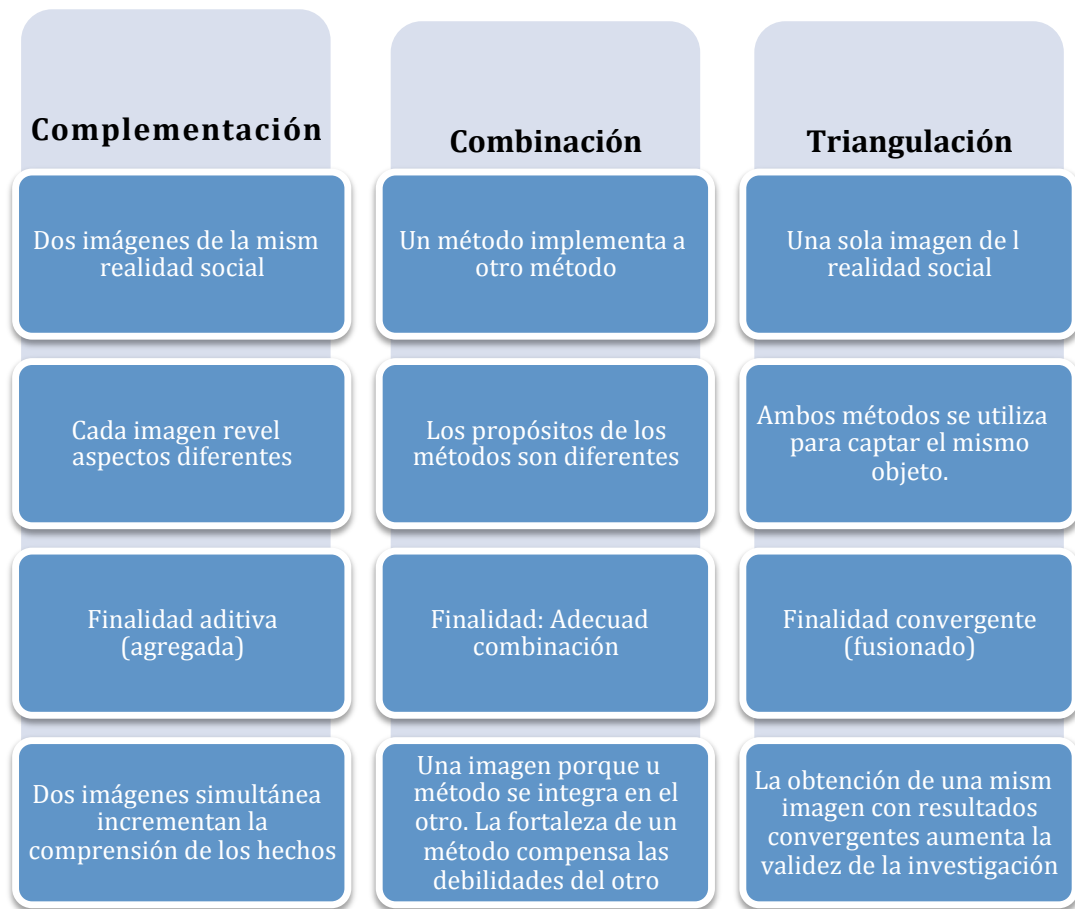 Complementación
Dos imágenes de la mism
realidad social
Cada imagen revel
aspectos diferentes
Finalidad aditiva
(agregada)
Dos imágenes simultánea
incrementan la
comprensión de los hechos
Combinación
Un método implementa a
otro método
Los propósitos de los
métodos son diferentes
Finalidad: Adecuad
combinación
Una imagen porque u
método se integra en el
otro. La fortaleza de un
método compensa las
debilidades del otro
Triangulación
Una sola imagen de l
realidad social
Ambos métodos se utiliza
para captar el mismo
objeto.
Finalidad convergente
(fusionado)
La obtención de una mism
imagen con resultados
convergentes aumenta la
validez de la investigación